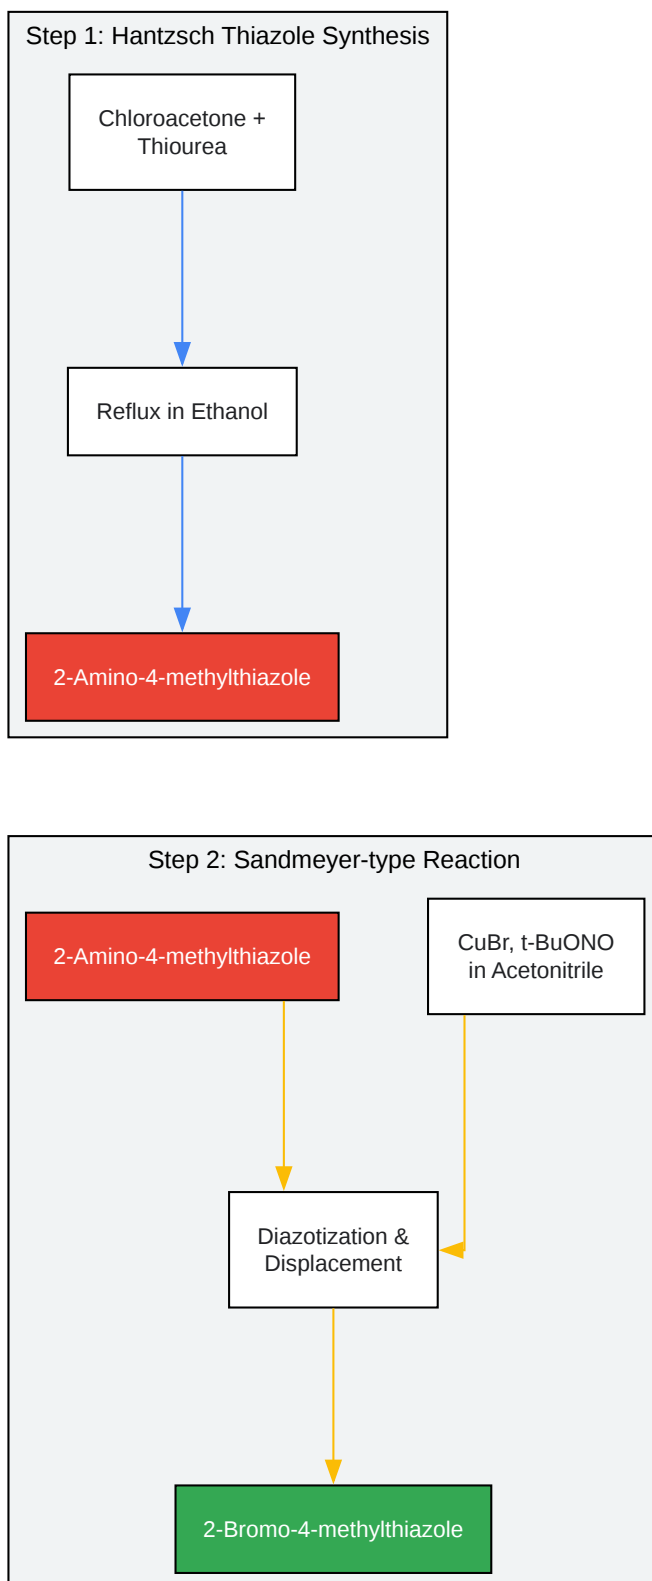 Step 1: Hantzsch Thiazole Synthesis
Chloroacetone +
Thiourea
Reflux in Ethanol
2-Amino-4-methylthiazole
Step 2: Sandmeyer-type Reaction
2-Amino-4-methylthiazole
CuBr, t-BuONO
in Acetonitrile
Diazotization &
Displacement
2-Bromo-4-methylthiazole